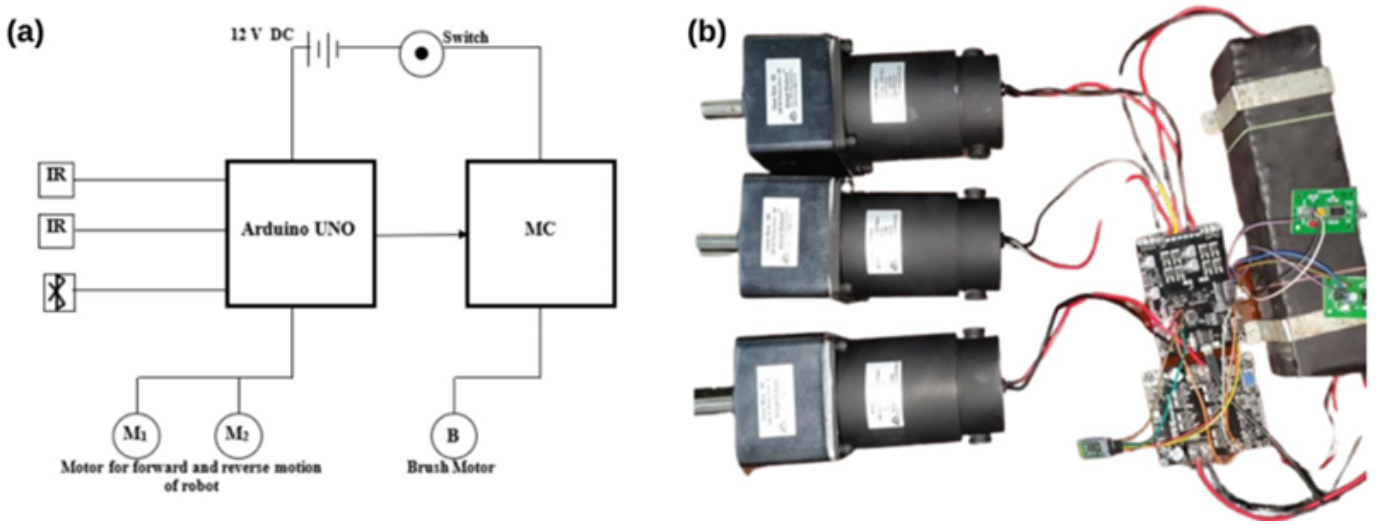 (a)
12 V DC
Switch
IR
IR
Arduino UNO
MC
M1
M2
B
Motor for forward and reverse motion
of robot
Brush Motor
(b)